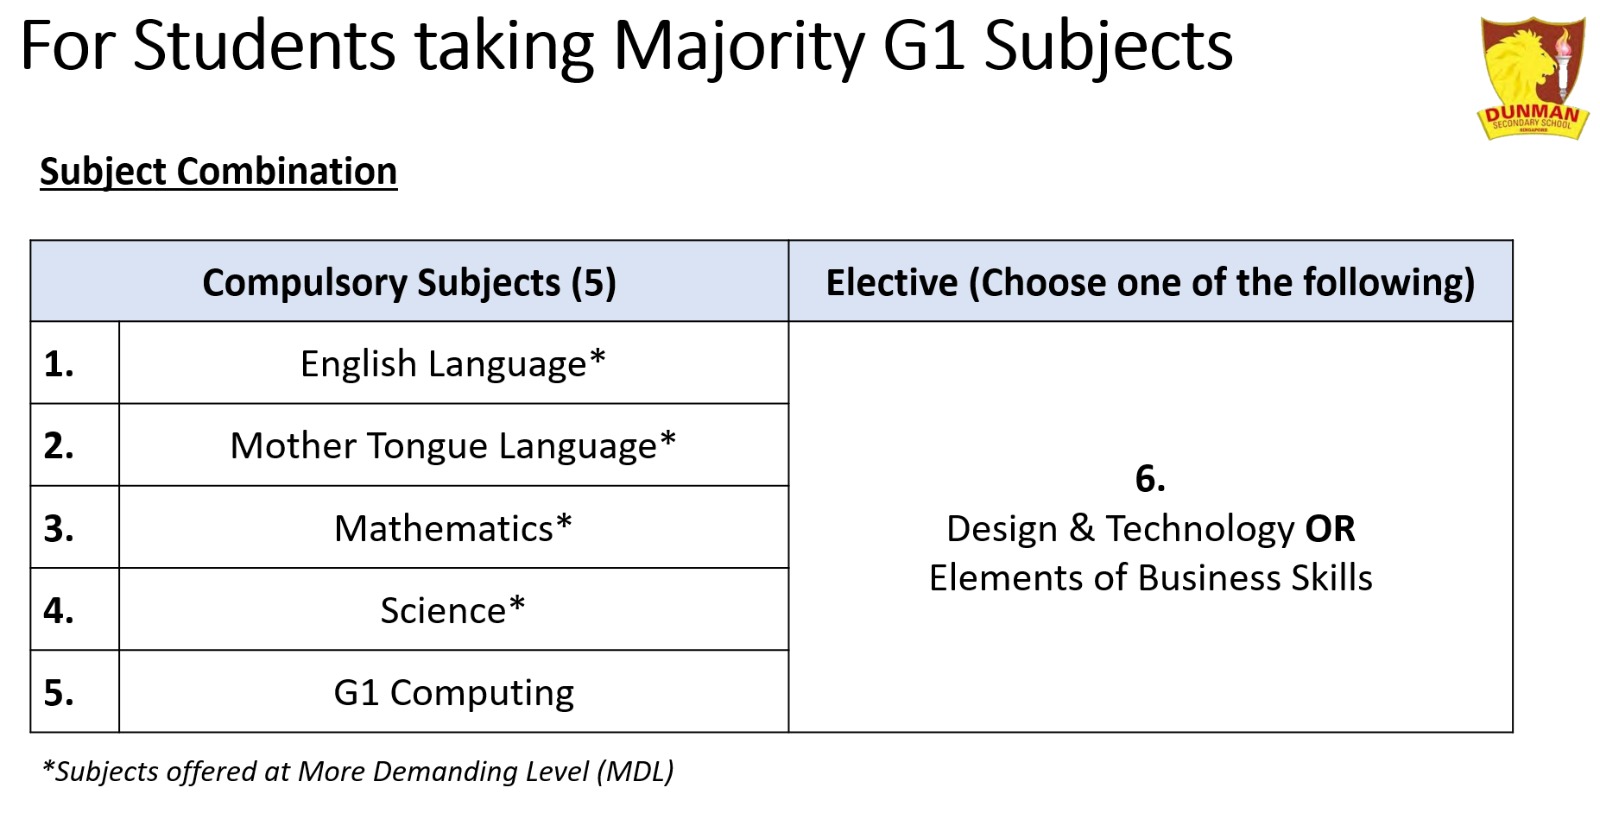 For Students taking Majority G1 Subjects
DUNMAN
SECONDARY SCHOOL
Subject Combination
Compulsory Subjects (5)
Elective (Choose one of the following)
1.
English Language*
2.
Mother Tongue Language*
3.
Mathematics*
4.
Science*
5.
G1 Computing
6.
Design & Technology OR
Elements of Business Skills
*Subjects offered at More Demanding Level (MDL)